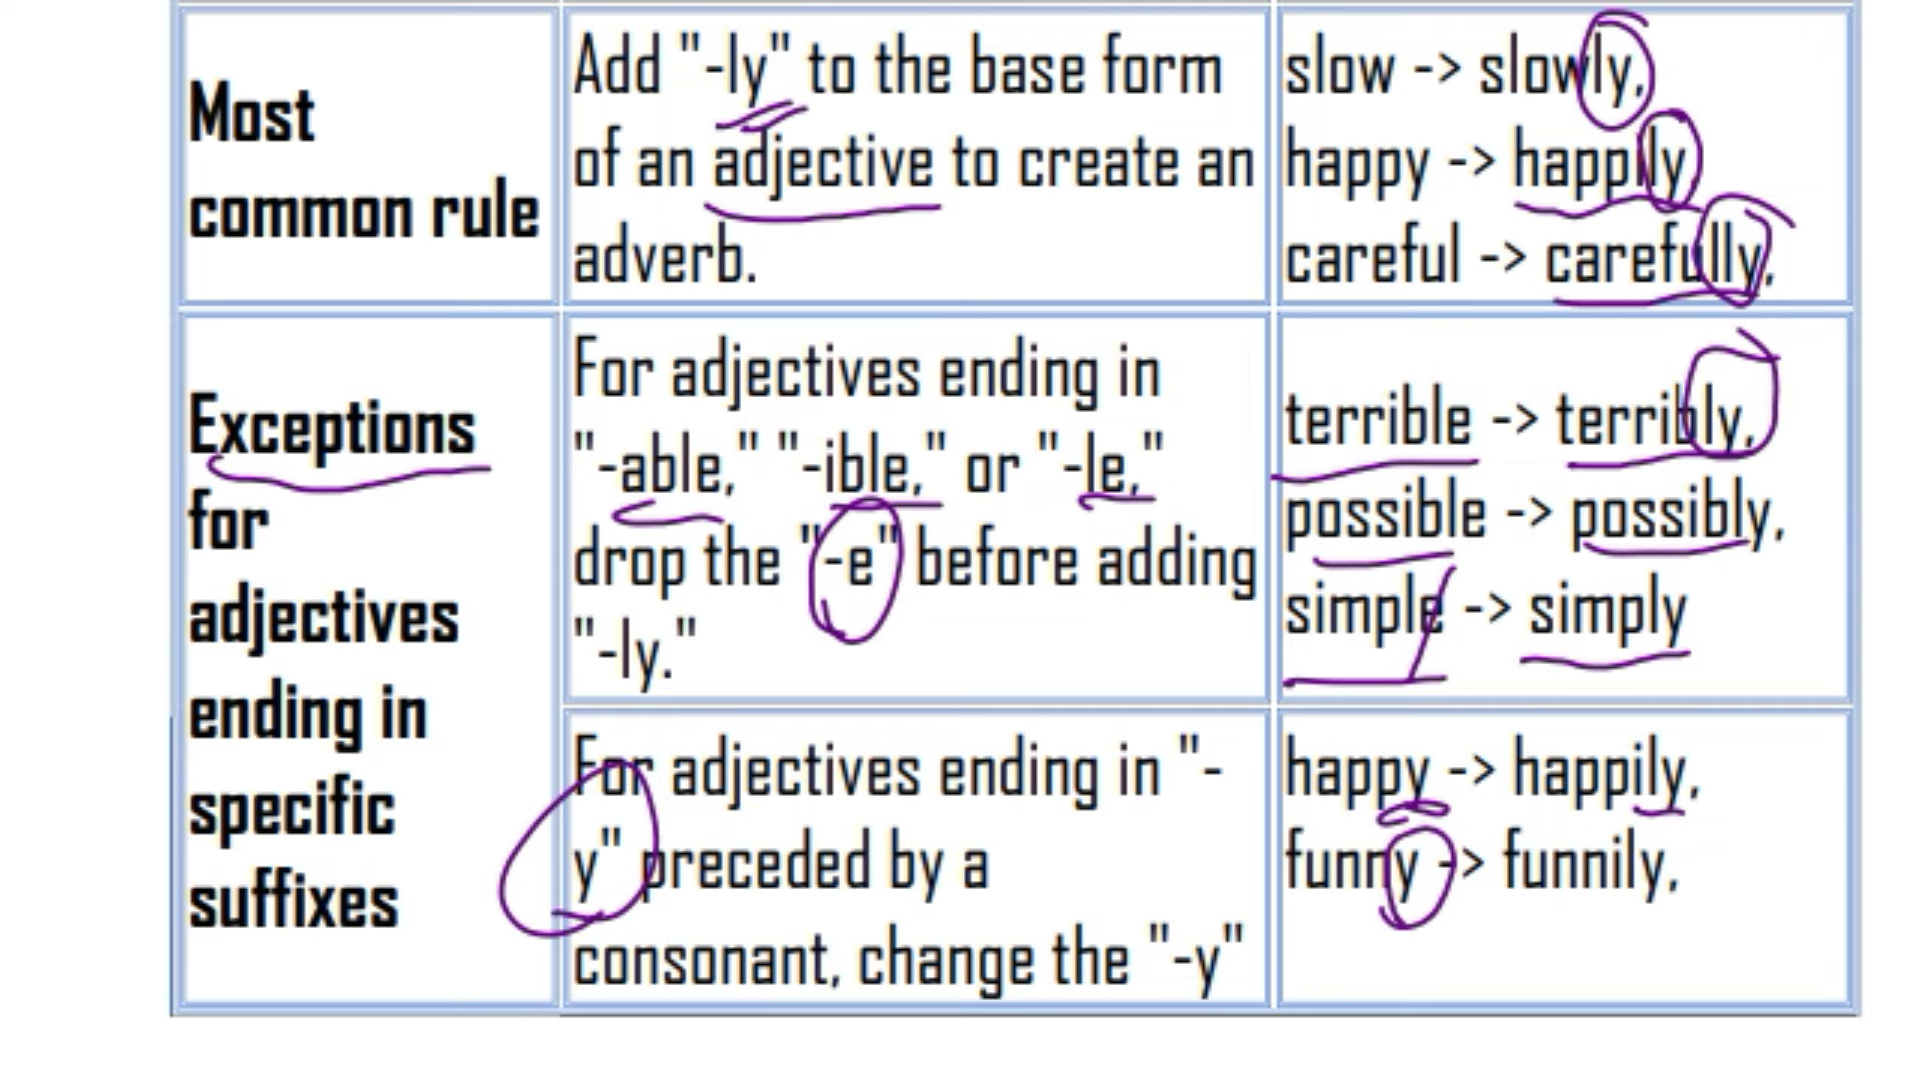 Most
common rule
Add "-ly" to the base form
of an adjective to create an
adverb.
slow -> slowly,
happy -> happily
careful -> carefully,
Exceptions
for
adjectives
ending in
specific
suffixes
For adjectives ending in
"-able," "-ible," or "-le,"
drop the "-e" before adding
"-ly."
terrible -> terribly,
possible -> possibly,
simple -> simply
For adjectives ending in "-
y" preceded by a
consonant, change the "-y"
happy -> happily,
funny -> funnily,